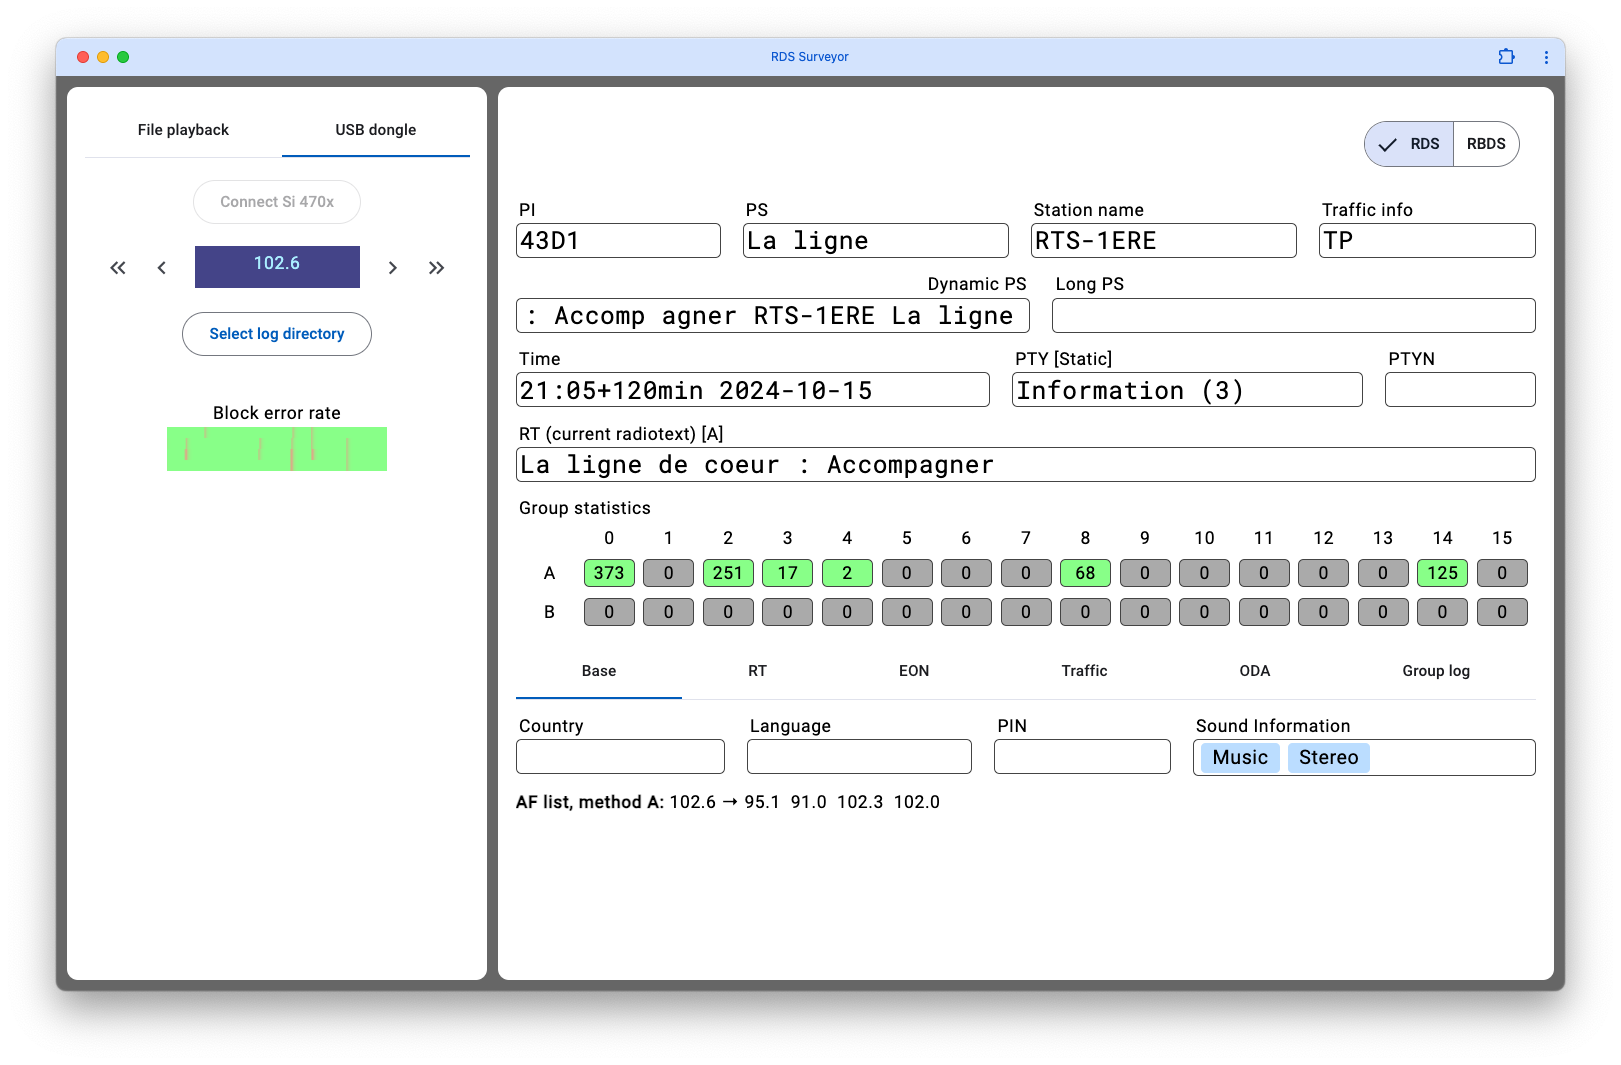 RDS Surveyor
File playback USB dongle
Connect Si 470x
102.6
Select log directory
Block error rate
RDS RBDS
PI PS Station name Traffic info
43D1 La ligne RTS-1ERE TP
Dynamic PS Long PS
: Accomp agner RTS-1ERE La ligne
Time PTY [Static] PTYN
21:05+120min 2024-10-15 Information (3)
RT (current radiotext) [A]
La ligne de coeur : Accompagner
Group statistics
0 1 2 3 4 5 6 7 8 9 10 11 12 13 14 15
A 373 0 251 17 2 0 0 0 68 0 0 0 0 0 125 0
B 0 0 0 0 0 0 0 0 0 0 0 0 0 0 0 0
Base RT EON Traffic ODA Group log
Country Language PIN Sound Information
Music Stereo
AF list, method A: 102.6 → 95.1 91.0 102.3 102.0